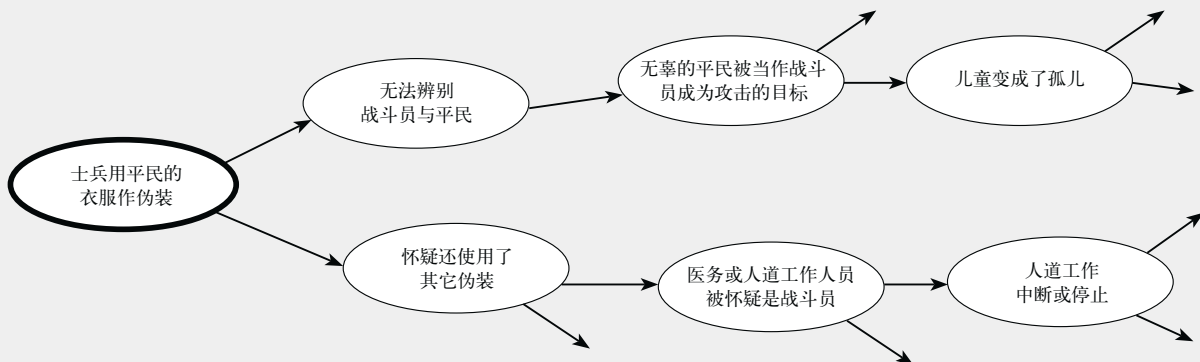 士兵用平民的
衣服作伪装
无法辨别
战斗员与平民
无辜的平民被当作战斗
员成为攻击的目标
儿童变成了孤儿
怀疑还使用了
其它伪装
医务或人道工作人员
被怀疑是战斗员
人道工作
中断或停止